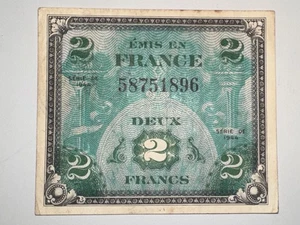 2 ÉMIS EN 2
FRANCE
58751896
SÉRIE DE
1944
DEUX
SÉRIE DE
1944
2
2 FRANCS 2